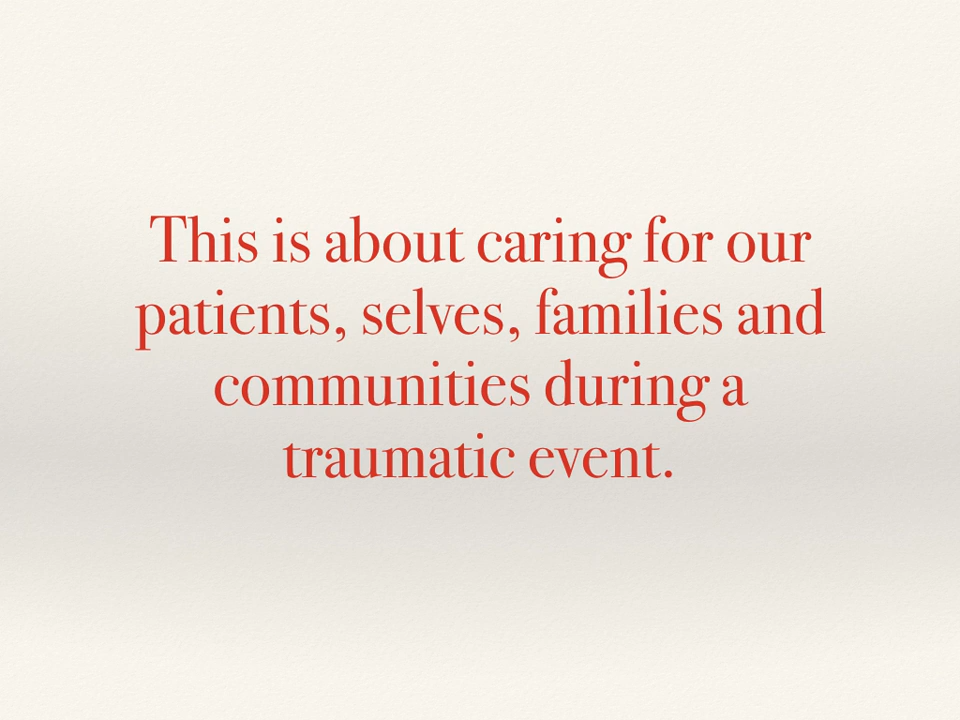 This is about caring for our
patients, selves, families and
communities during a
traumatic event.